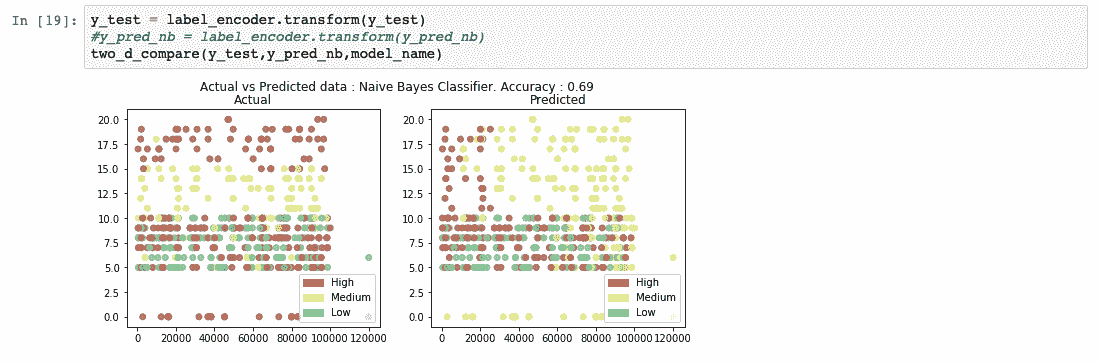 In [19]: y_test = label_encoder.transform(y_test)
#y_pred_nb = label_encoder.transform(y_pred_nb)
two_d_compare(y_test,y_pred_nb,model_name)
Actual vs Predicted data : Naive Bayes Classifier. Accuracy : 0.69
Actual Predicted
20.0 20.0
17.5 17.5
15.0 15.0
12.5 12.5
10.0 10.0
7.5 7.5
5.0 5.0
High High
2.5 Medium 2.5 Medium
Low Low
0.0 0.0
0 20000 40000 60000 80000 100000 120000 0 20000 40000 60000 80000 100000 120000